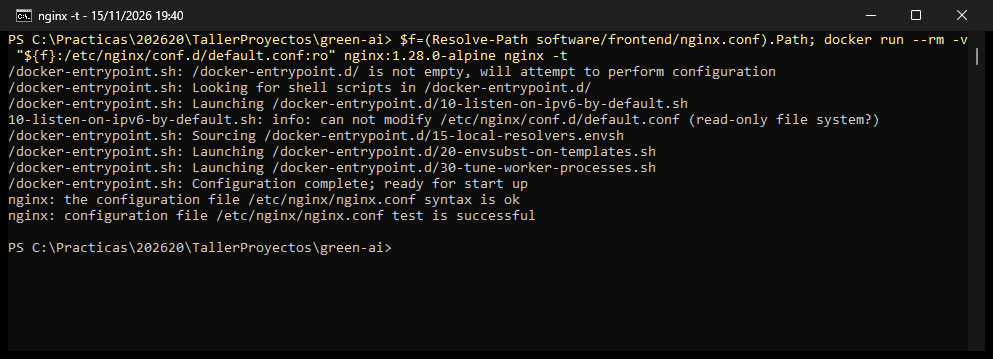 nginx -t - 15/11/2026 19:40
PS C:\Practicas\202620\TallerProyectos\green-ai> $f=(Resolve-Path software/frontend/nginx.conf).Path; docker run --rm -v
"${f}:/etc/nginx/conf.d/default.conf:ro" nginx:1.28.0-alpine nginx -t
/docker-entrypoint.sh: /docker-entrypoint.d/ is not empty, will attempt to perform configuration
/docker-entrypoint.sh: Looking for shell scripts in /docker-entrypoint.d/
/docker-entrypoint.sh: Launching /docker-entrypoint.d/10-listen-on-ipv6-by-default.sh
10-listen-on-ipv6-by-default.sh: info: can not modify /etc/nginx/conf.d/default.conf (read-only file system?)
/docker-entrypoint.sh: Sourcing /docker-entrypoint.d/15-local-resolvers.envsh
/docker-entrypoint.sh: Launching /docker-entrypoint.d/20-envsubst-on-templates.sh
/docker-entrypoint.sh: Launching /docker-entrypoint.d/30-tune-worker-processes.sh
/docker-entrypoint.sh: Configuration complete; ready for start up
nginx: the configuration file /etc/nginx/nginx.conf syntax is ok
nginx: configuration file /etc/nginx/nginx.conf test is successful
PS C:\Practicas\202620\TallerProyectos\green-ai>